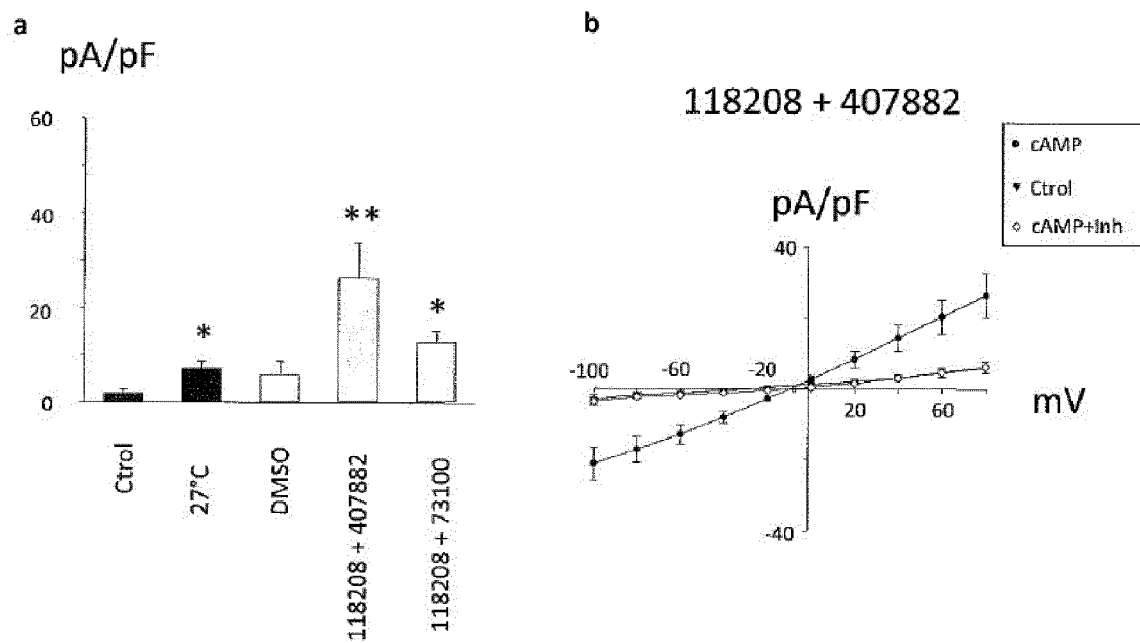 a
pA/pF
60
40
20
0
*
**
*
Ctrol
27°C
DMSO
118208 + 407882
118208 + 73100
b
118208 + 407882
cAMP
Ctrol
cAMP+Inh
pA/pF
40
-100 -60 -20
20 60
mV
-40